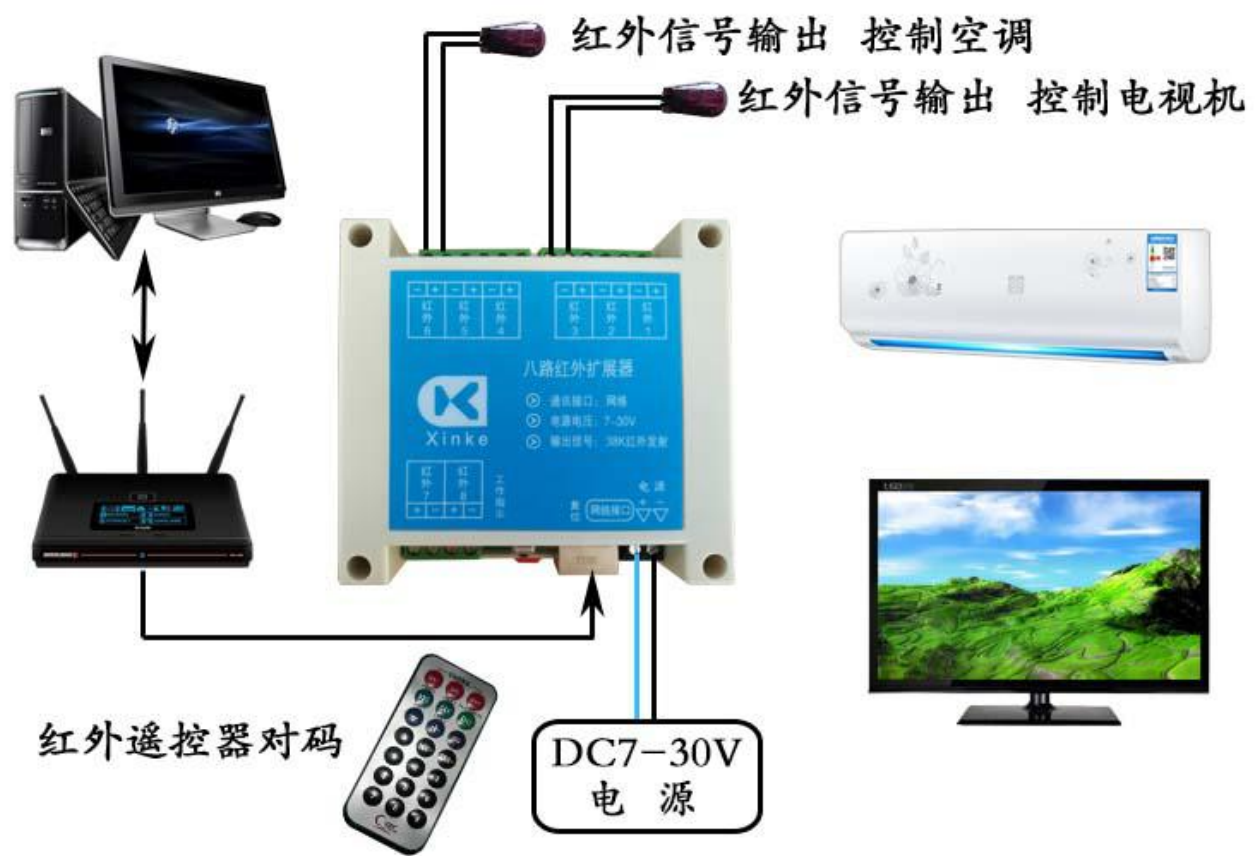 红外信号输出 控制空调
红外信号输出 控制电视机
- + - + - +
红外6 红外5 红外4
- + - + - +
红外3 红外2 红外1
八路红外扩展器
通讯接口：网络
电源电压：7-30V
输出信号：38K红外发射
Xinke
红外7 红外8
+ - + -
工作指示
复位
网络接口
电 源
+ -
红外遥控器对码
DC7-30V
电 源